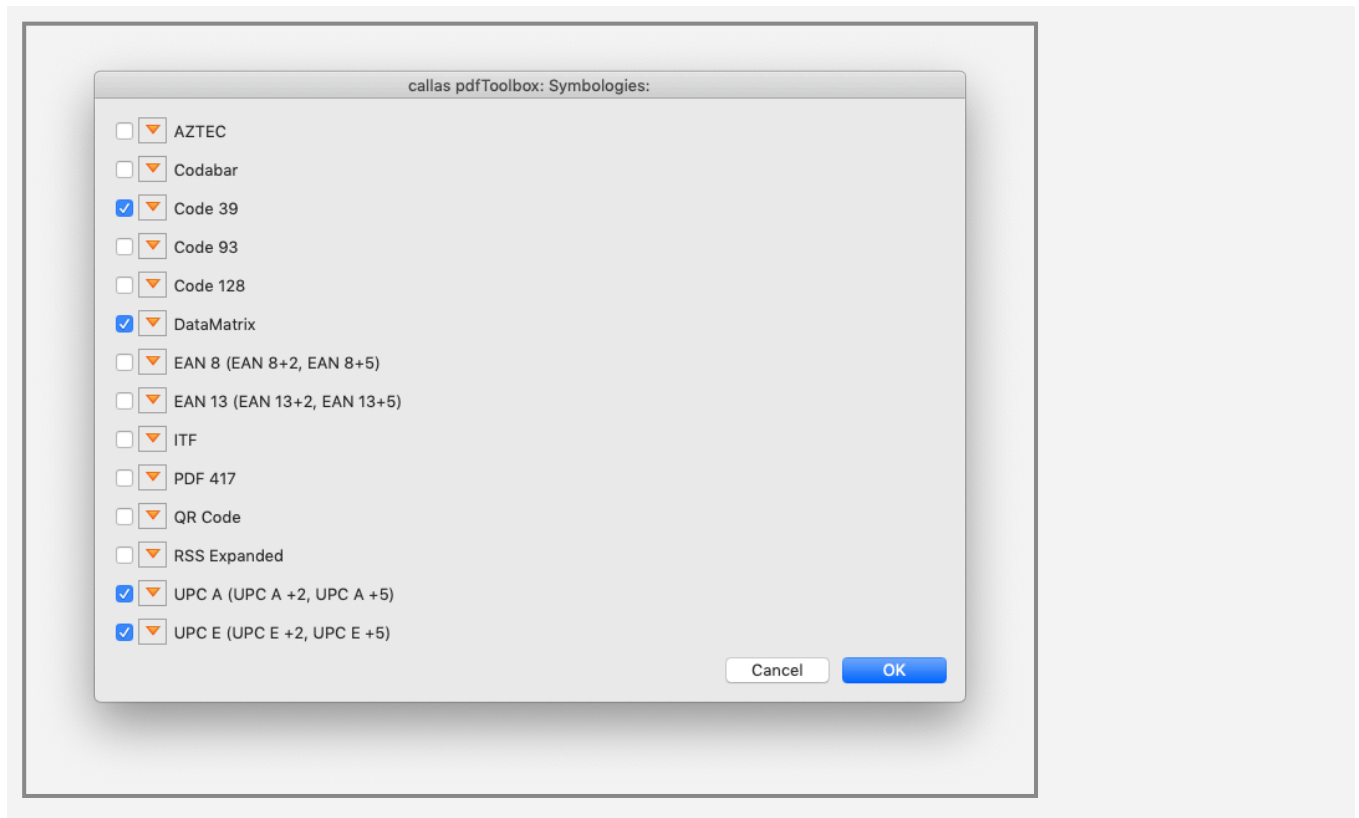 callas pdfToolbox: Symbologies:
AZTEC
Codabar
Code 39
Code 93
Code 128
DataMatrix
EAN 8 (EAN 8+2, EAN 8+5)
EAN 13 (EAN 13+2, EAN 13+5)
ITF
PDF 417
QR Code
RSS Expanded
UPC A (UPC A +2, UPC A +5)
UPC E (UPC E +2, UPC E +5)
Cancel OK